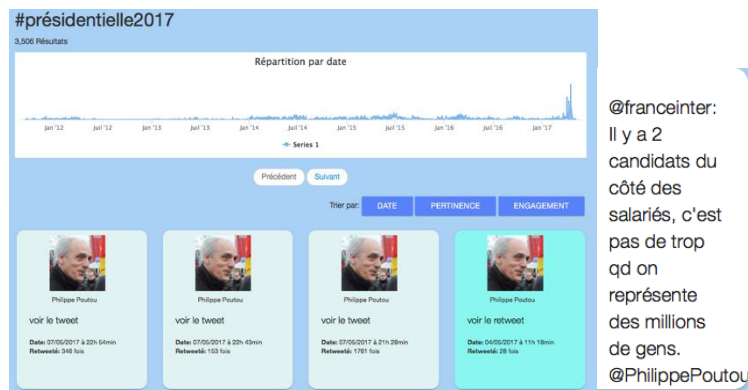 #présidentielle2017
3,506 Résultats
Répartition par date
Jan '12 Juil '12 Jan '13 Juil '13 Jan '14 Juil '14 Jan '15 Juil '15 Jan '16 Juil '16 Jan '17
Series 1
Précédent Suivant
Trier par: DATE PERTINENCE ENGAGEMENT
Philippe Poutou Philippe Poutou Philippe Poutou Philippe Poutou
voir le tweet voir le tweet voir le tweet voir le retweet
Date: 07/05/2017 à 22h 54min Date: 07/05/2017 à 22h 43min Date: 07/05/2017 à 21h 28min Date: 04/05/2017 à 11h 18min
Retweeté: 346 fois Retweeté: 153 fois Retweeté: 1761 fois Retweeté: 28 fois
@franceinter:
Il y a 2
candidats du
côté des
salariés, c'est
pas de trop
qd on
représente
des millions
de gens.
@PhilippePoutou